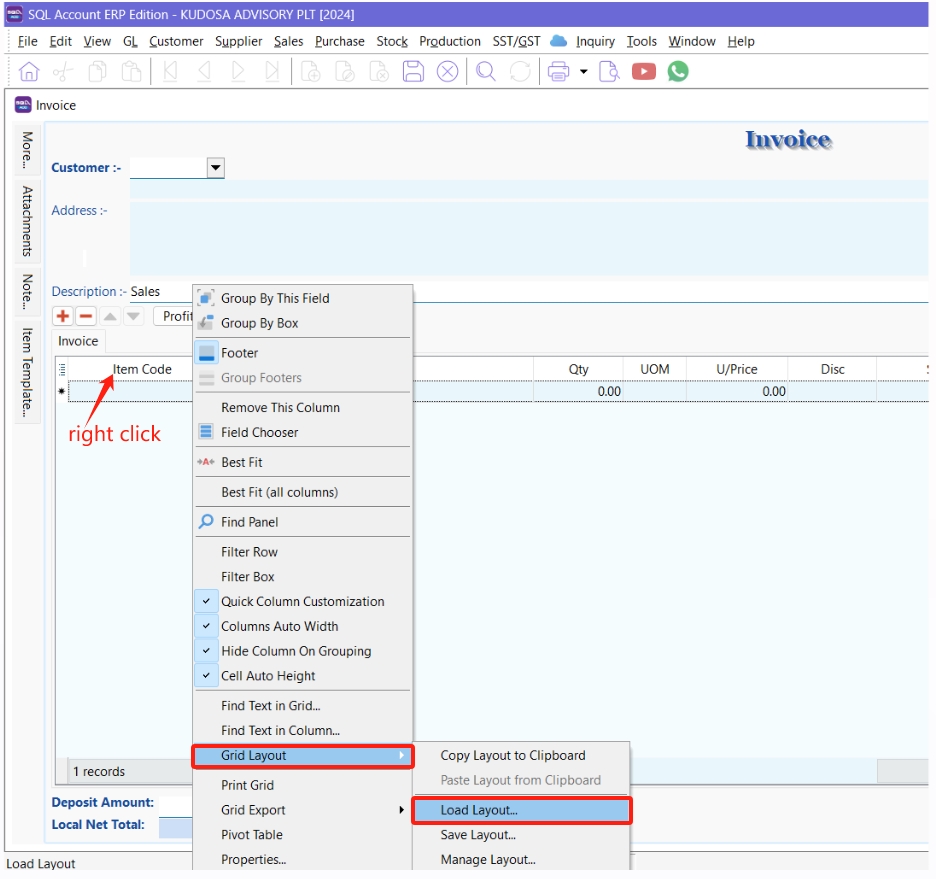 SQL Account ERP Edition - KUDOSA ADVISORY PLT [2024]
File Edit View GL Customer Supplier Sales Purchase Stock Production SST/GST Inquiry Tools Window Help
Invoice
Invoice
More...
Attachments
Note...
Item Template...
Customer :-
Address :-
Description :- Sales
Profit
Invoice
Item Code Qty UOM U/Price Disc
0.00 0.00
right click
Group By This Field
Group By Box
Footer
Group Footers
Remove This Column
Field Chooser
Best Fit
Best Fit (all columns)
Find Panel
Filter Row
Filter Box
Quick Column Customization
Columns Auto Width
Hide Column On Grouping
Cell Auto Height
Find Text in Grid...
Find Text in Column...
Grid Layout
Print Grid
Grid Export
Pivot Table
Properties...
Copy Layout to Clipboard
Paste Layout from Clipboard
Load Layout...
Save Layout...
Manage Layout...
1 records
Deposit Amount:
Local Net Total:
Load Layout